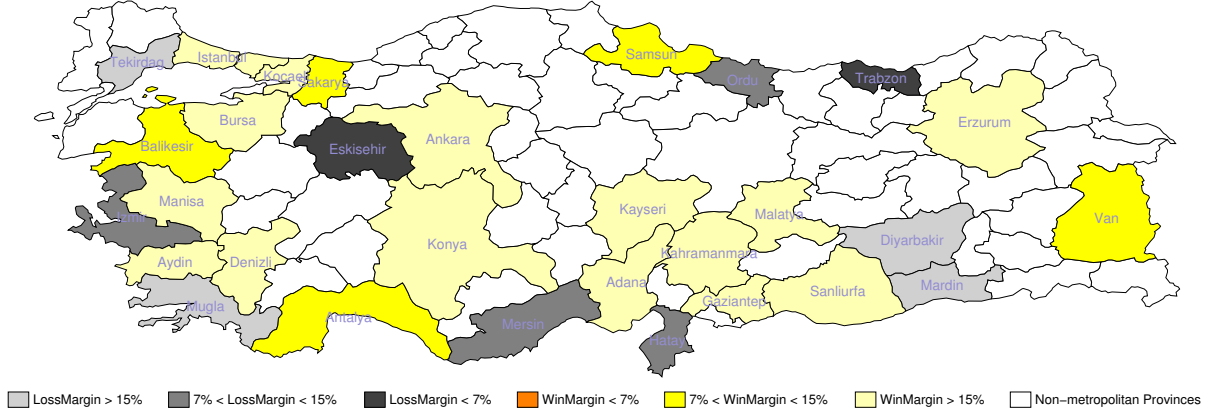 Samsun
Istanbul
Tekirdag
Kocael
Sakarya
Ordu
Trabzon
Bursa
Erzurum
Ankara
Balikesir
Eskisehir
Manisa
Kayseri
Malatya
Izmir
Van
Konya
Diyarbakir
Kahramanmara
Aydin
Denizli
Adana
Mardin
Sanliurfa
Gaziantep
Mugla
Antalya
Mersin
Hatay
LossMargin > 15% 7% < LossMargin < 15% LossMargin < 7% WinMargin < 7% 7% < WinMargin < 15% WinMargin > 15% Non−metropolitan Provinces